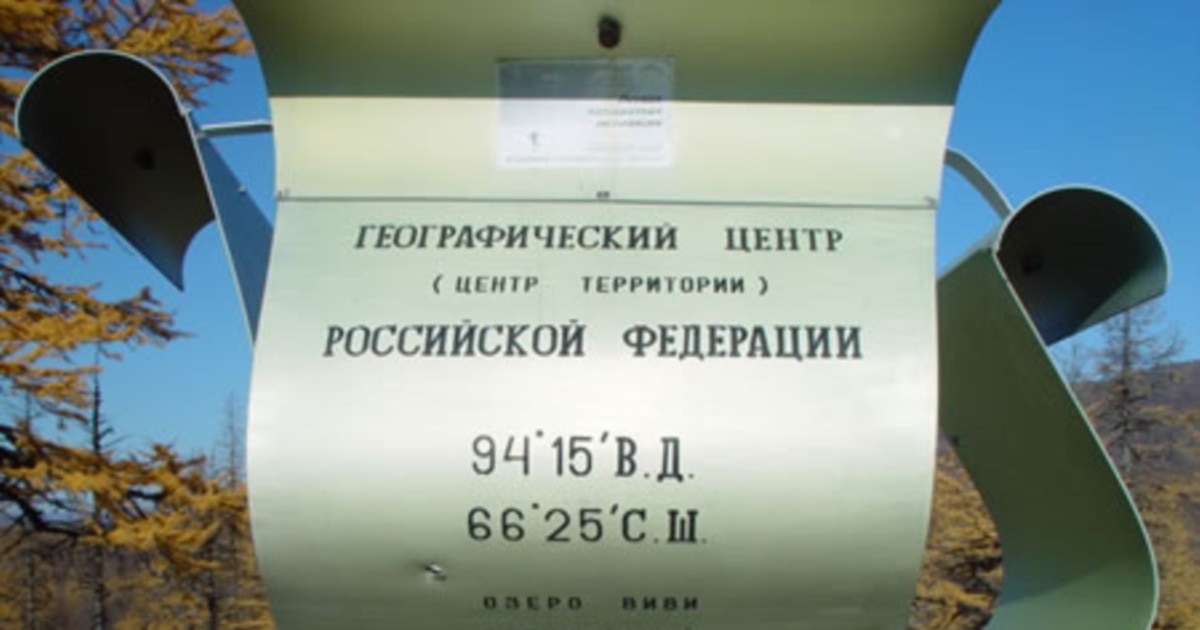 ГЕОГРАФИЧЕСКИЙ ЦЕНТР
( ЦЕНТР ТЕРРИТОРИИ )
РОССИЙСКОЙ ФЕДЕРАЦИИ
94°15′В.Д.
66°25′С.Ш.
ОЗЕРО ВИВИ